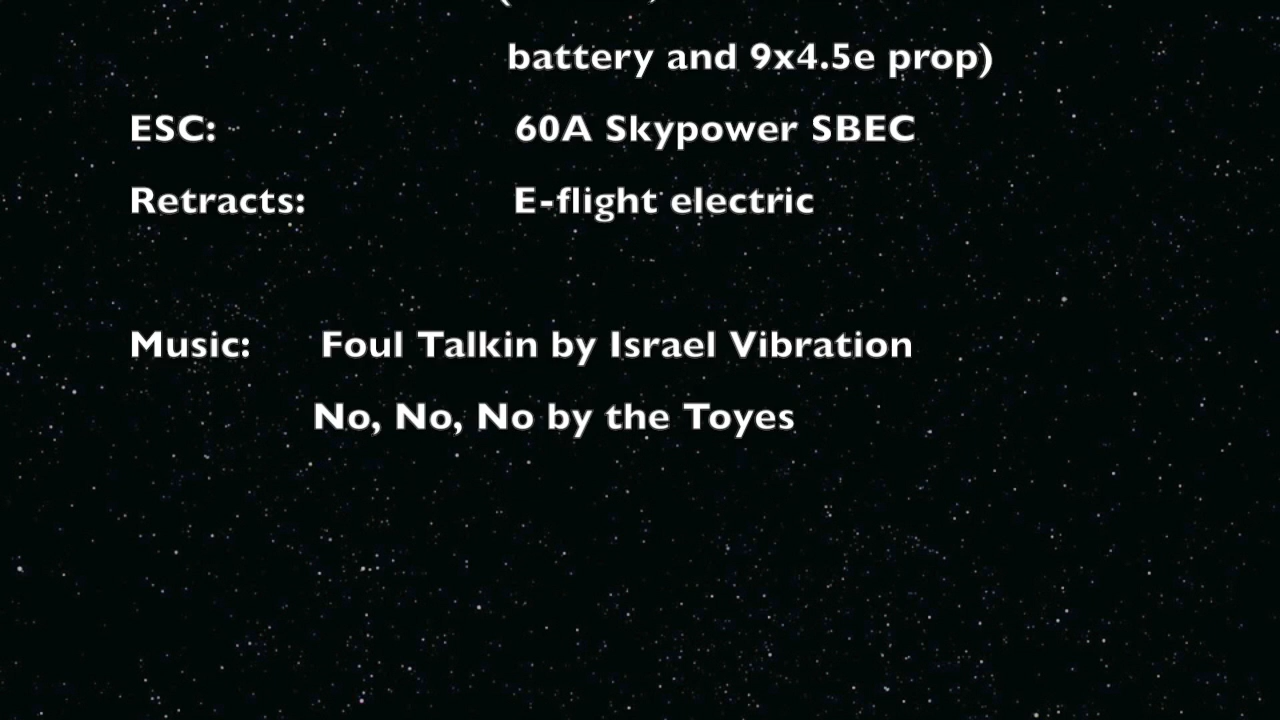 battery and 9x4.5e prop)
ESC: 60A Skypower SBEC
Retracts: E-flight electric
Music: Foul Talkin by Israel Vibration
No, No, No by the Toyes